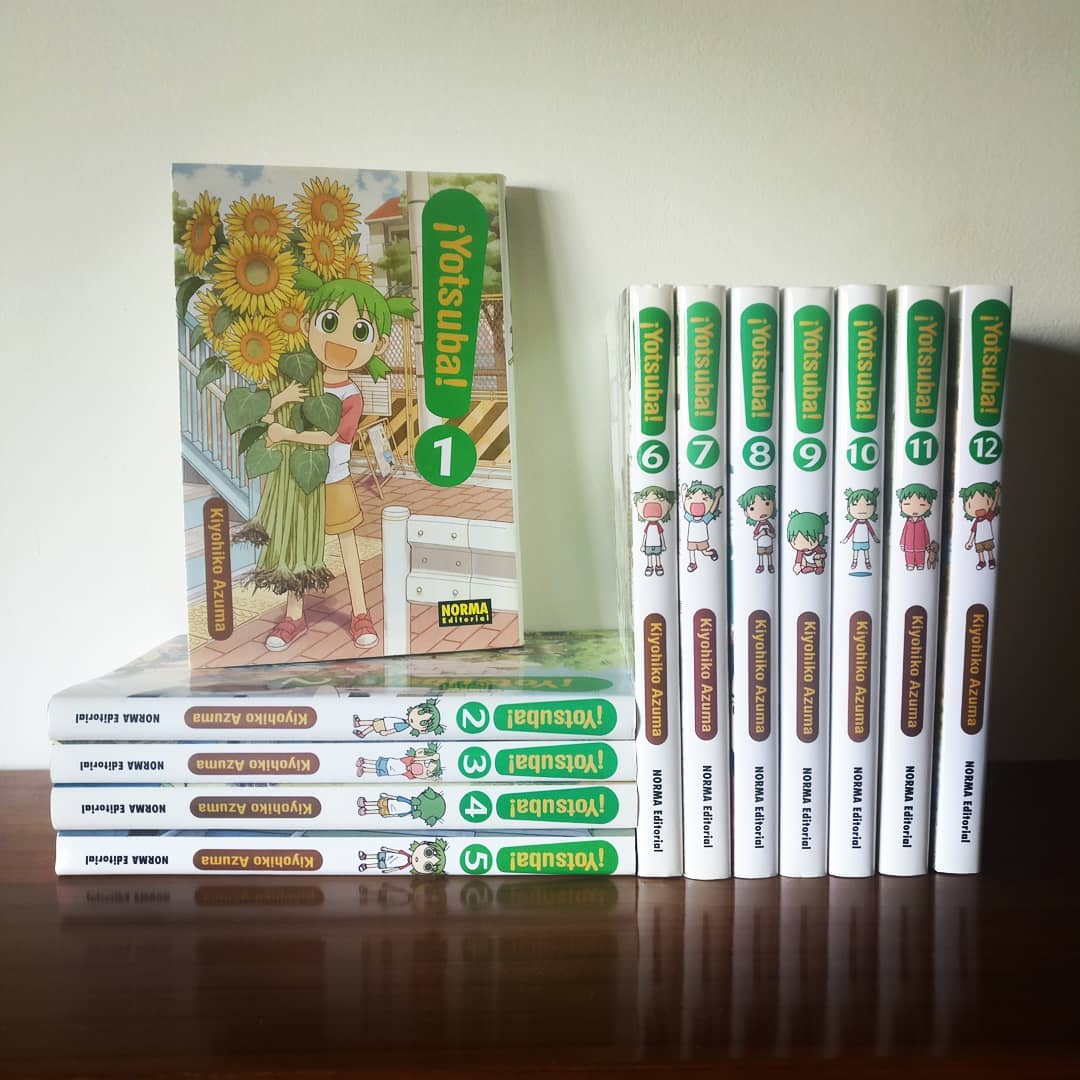 ¡Yotsuba!
1
Kiyohiko Azuma
NORMA
Editorial
¡Yotsuba!
¡Yotsuba! 2 Kiyohiko Azuma NORMA Editorial
¡Yotsuba! 3 Kiyohiko Azuma NORMA Editorial
¡Yotsuba! 4 Kiyohiko Azuma NORMA Editorial
¡Yotsuba! 5 Kiyohiko Azuma NORMA Editorial
¡Yotsuba! 6 Kiyohiko Azuma NORMA Editorial
¡Yotsuba! 7 Kiyohiko Azuma NORMA Editorial
¡Yotsuba! 8 Kiyohiko Azuma NORMA Editorial
¡Yotsuba! 9 Kiyohiko Azuma NORMA Editorial
¡Yotsuba! 10 Kiyohiko Azuma NORMA Editorial
¡Yotsuba! 11 Kiyohiko Azuma NORMA Editorial
¡Yotsuba! 12 Kiyohiko Azuma NORMA Editorial